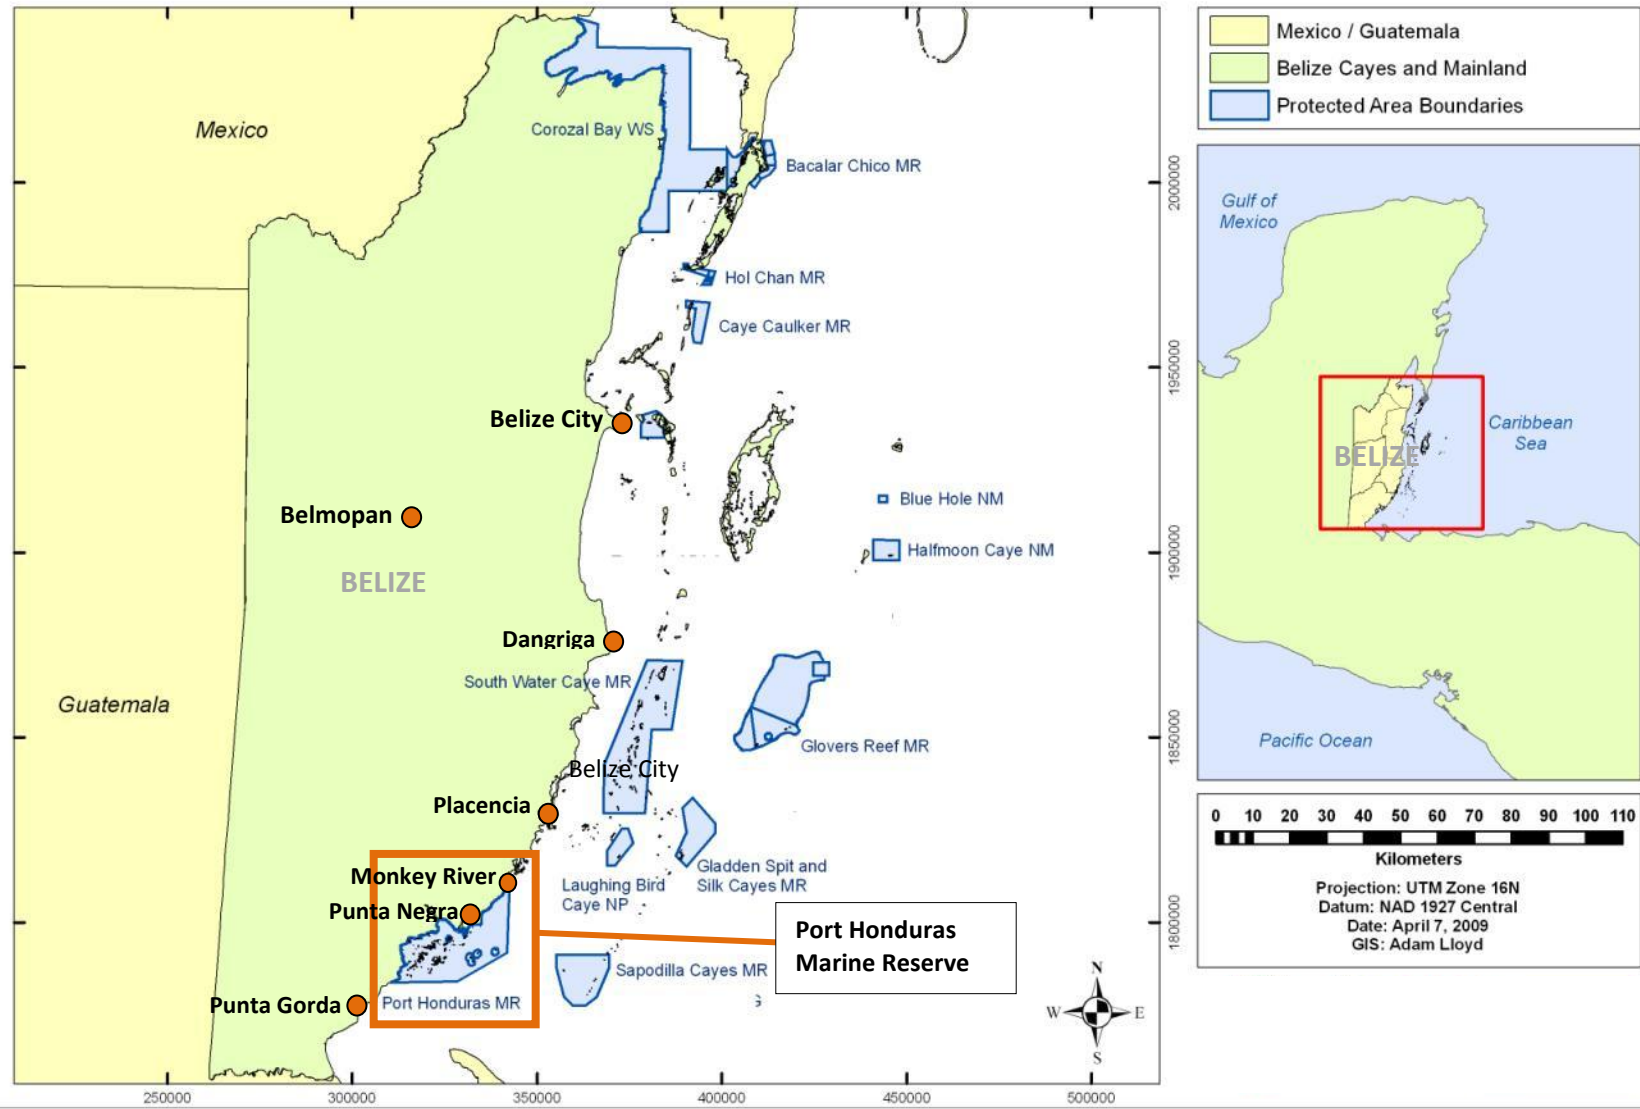 Mexico
Corozal Bay WS
Bacalar Chico MR
Hol Chan MR
Caye Caulker MR
Belize City
Belmopan
BELIZE
Blue Hole NM
Halfmoon Caye NM
Dangriga
South Water Caye MR
Guatemala
Glovers Reef MR
Belize City
Placencia
Monkey River
Punta Negra
Laughing Bird
Caye NP
Gladden Spit and
Silk Cayes MR
Port Honduras
Marine Reserve
Sapodilla Cayes MR
Punta Gorda
Port Honduras MR
N
W
E
S
250000
300000
350000
400000
450000
500000
2000000
1950000
1900000
1850000
1800000
Mexico / Guatemala
Belize Cayes and Mainland
Protected Area Boundaries
Gulf of
Mexico
Caribbean
Sea
BELIZE
Pacific Ocean
0 10 20 30 40 50 60 70 80 90 100 110
Kilometers
Projection: UTM Zone 16N
Datum: NAD 1927 Central
Date: April 7, 2009
GIS: Adam Lloyd